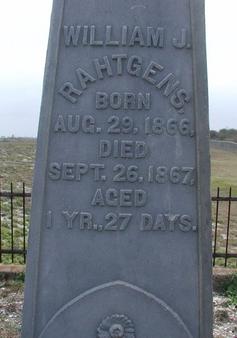 WILLIAM J.
RAHTGENS
BORN
AUG. 29, 1866,
DIED
SEPT. 26, 1867,
AGED
1 YR., 27 DAYS.